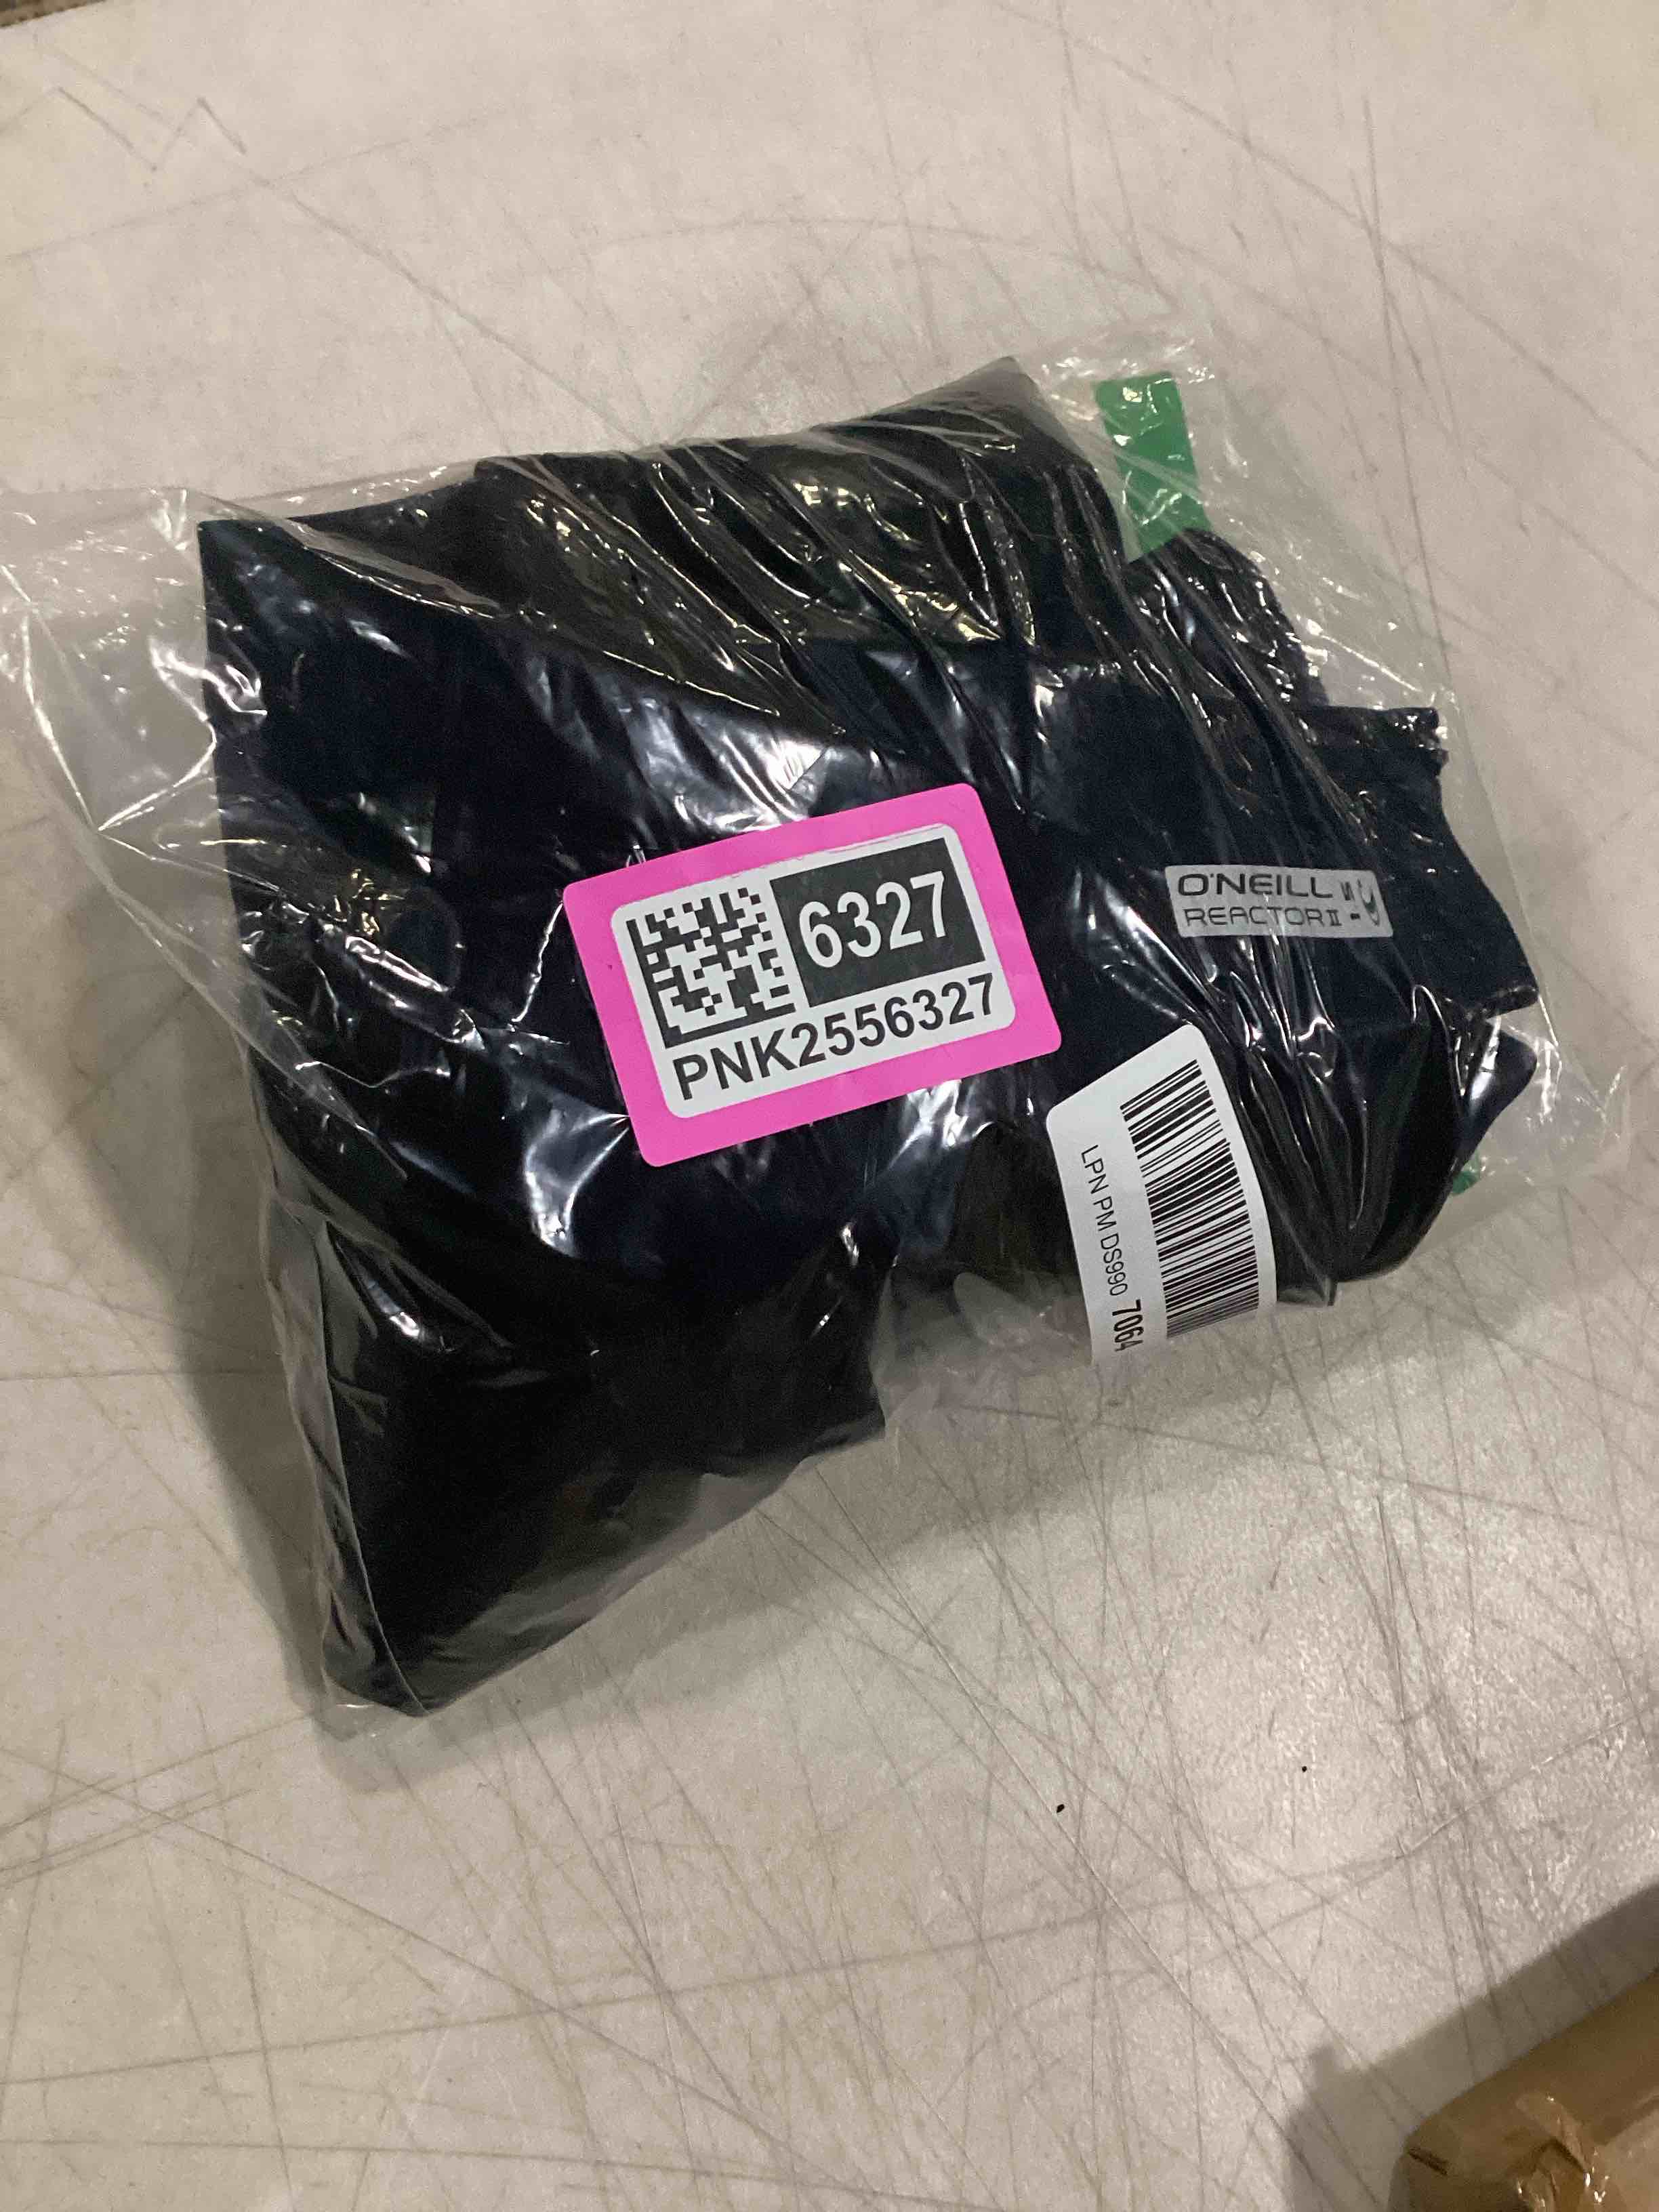 6327
PNK2556327
O'NEILL
REACTOR II
LPN PM DS990 7064